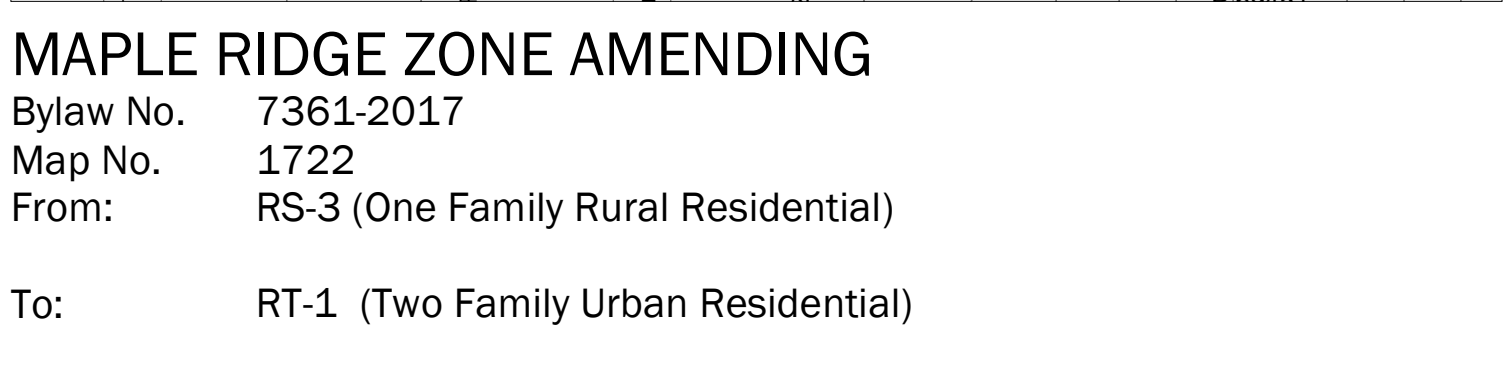 MAPLE RIDGE ZONE AMENDING
Bylaw No. 7361-2017
Map No. 1722
From: RS-3 (One Family Rural Residential)
To: RT-1 (Two Family Urban Residential)